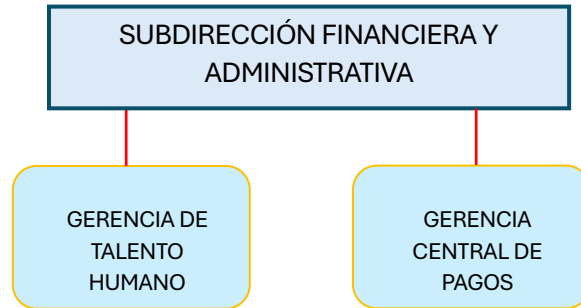 SUBDIRECCIÓN FINANCIERA Y
ADMINISTRATIVA
GERENCIA DE
TALENTO
HUMANO
GERENCIA
CENTRAL DE
PAGOS